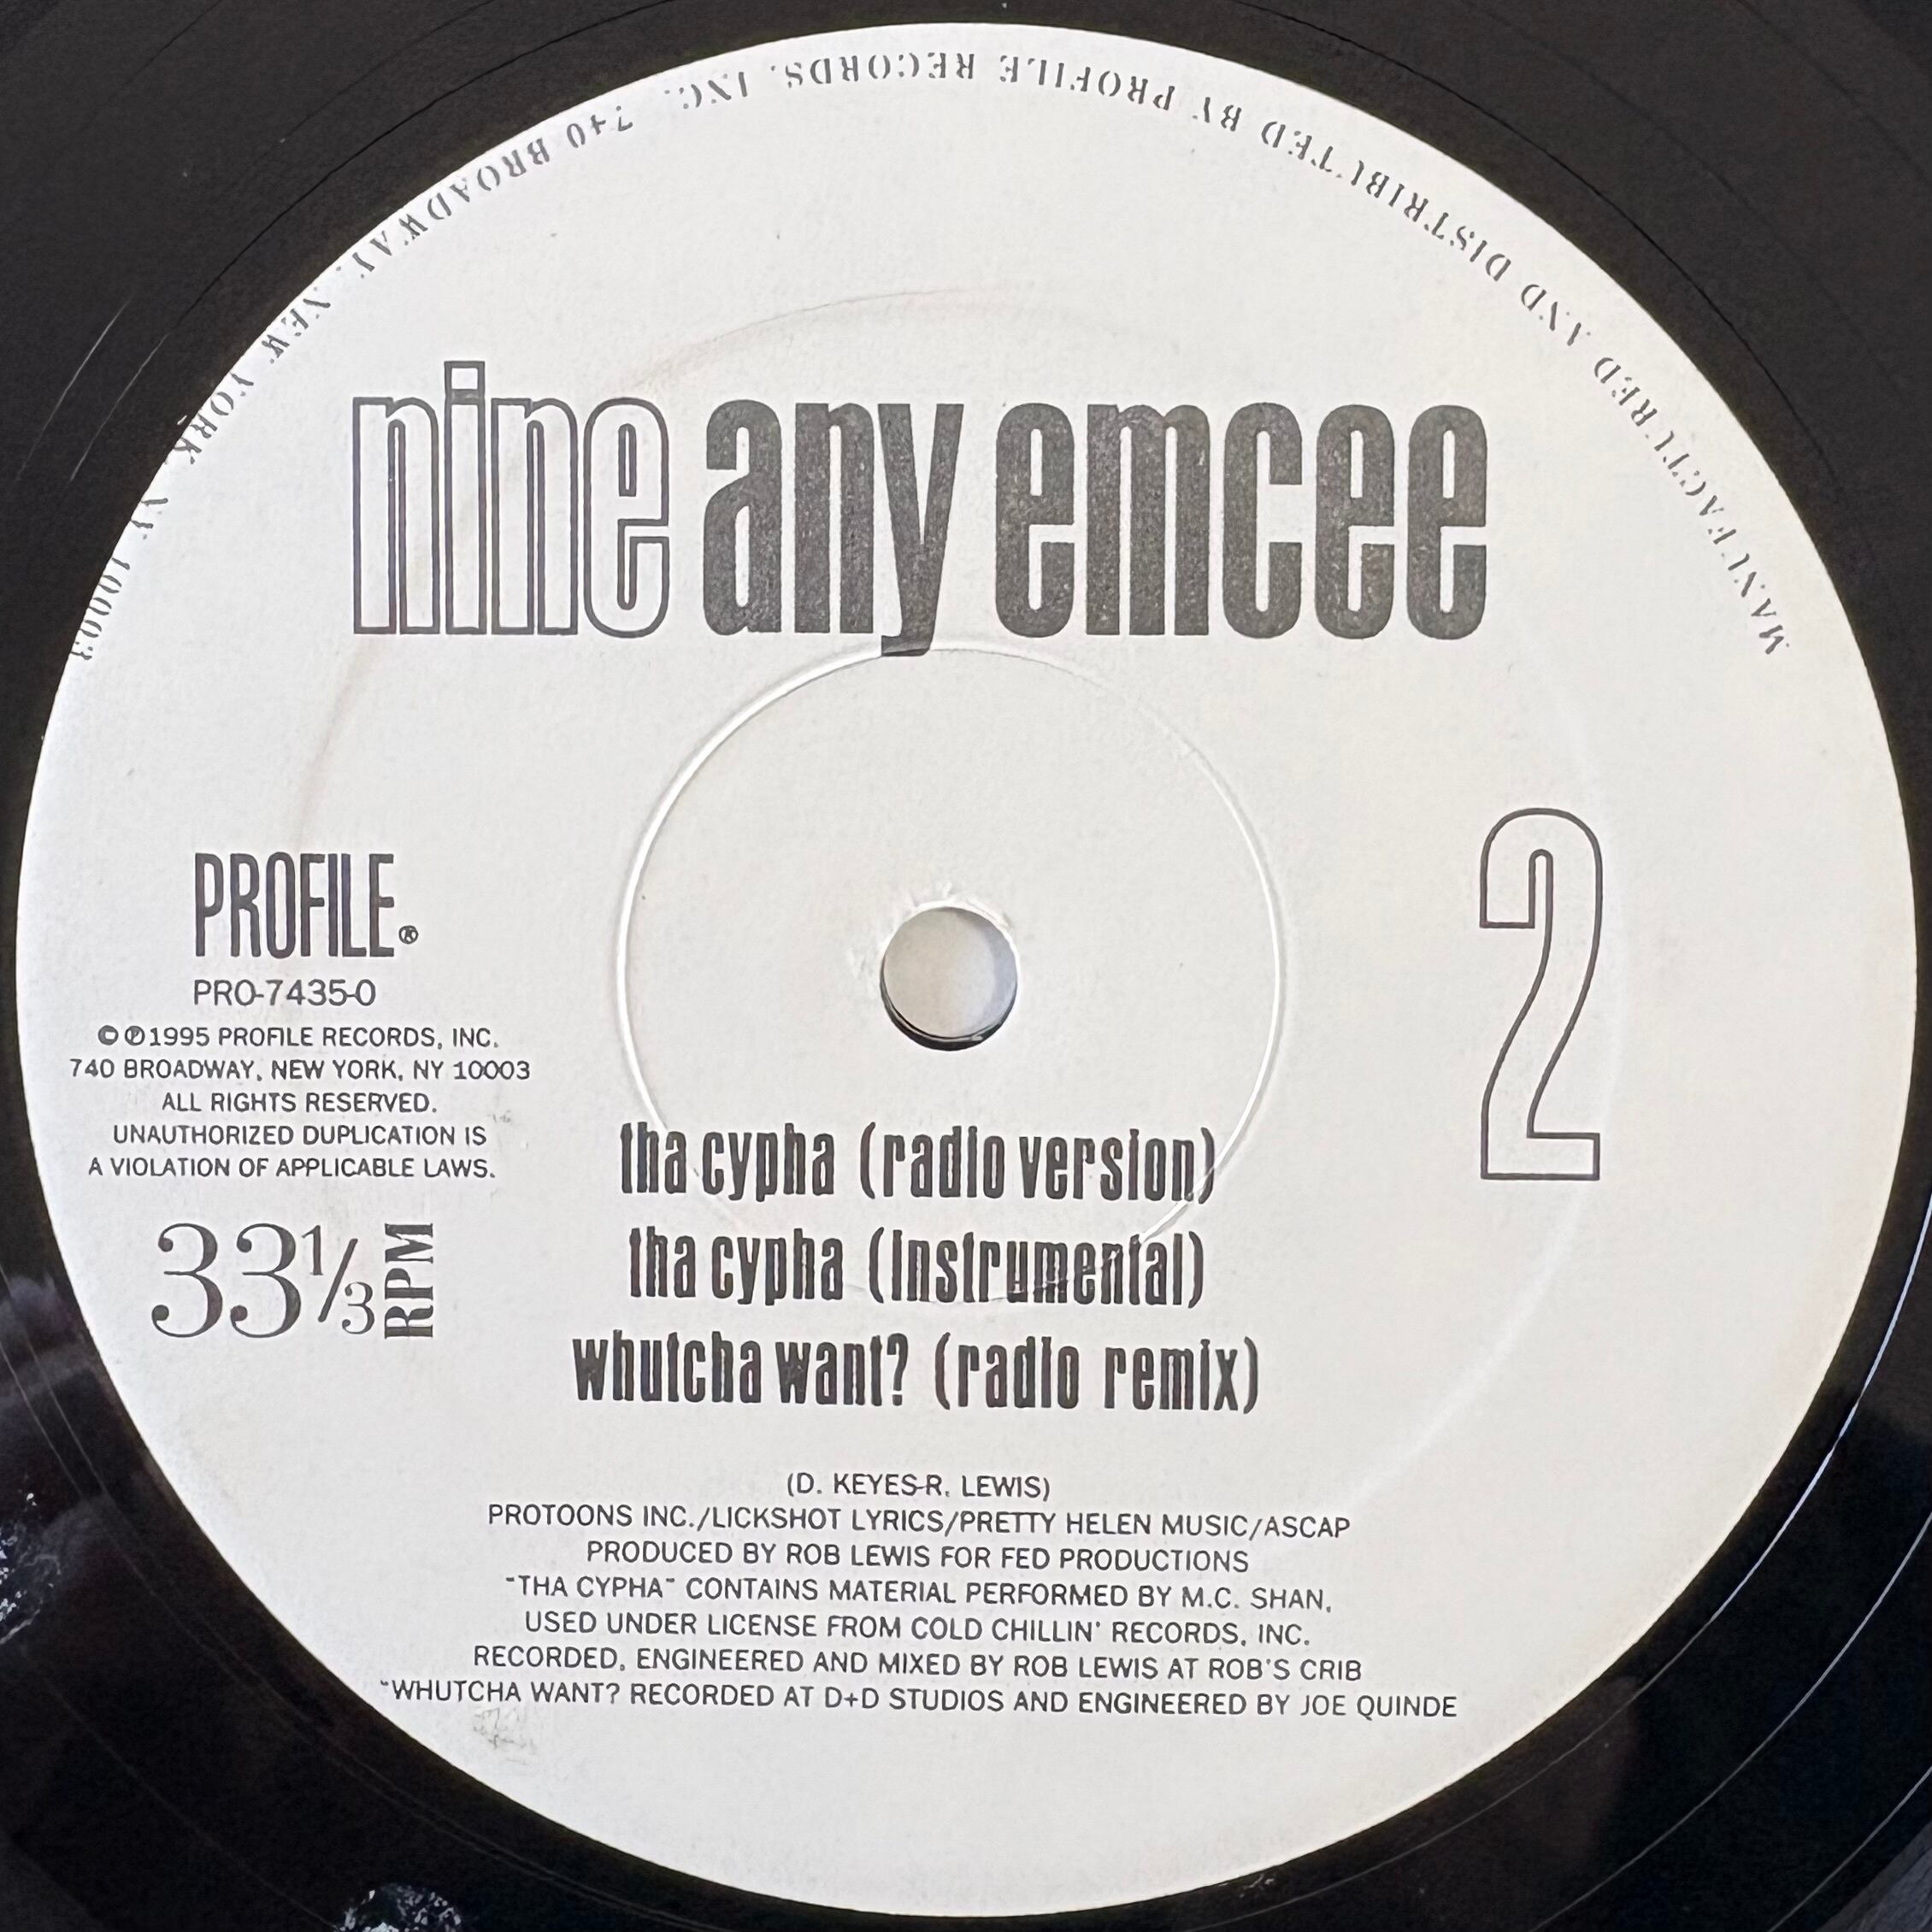 MANUFACTURED AND DISTRIBUTED BY PROFILE RECORDS, INC. 740 BROADWAY, NEW YORK, NY 10003
nine any emcee
2
PROFILE®
PRO-7435-0
©℗1995 PROFILE RECORDS, INC.
740 BROADWAY, NEW YORK, NY 10003
ALL RIGHTS RESERVED.
UNAUTHORIZED DUPLICATION IS
A VIOLATION OF APPLICABLE LAWS.
33⅓ RPM
tha cypha (radio version)
tha cypha (instrumental)
whutcha want? (radio remix)
(D. KEYES-R. LEWIS)
PROTOONS INC./LICKSHOT LYRICS/PRETTY HELEN MUSIC/ASCAP
PRODUCED BY ROB LEWIS FOR FED PRODUCTIONS
"THA CYPHA" CONTAINS MATERIAL PERFORMED BY M.C. SHAN,
USED UNDER LICENSE FROM COLD CHILLIN' RECORDS, INC.
RECORDED, ENGINEERED AND MIXED BY ROB LEWIS AT ROB'S CRIB
"WHUTCHA WANT? RECORDED AT D+D STUDIOS AND ENGINEERED BY JOE QUINDE